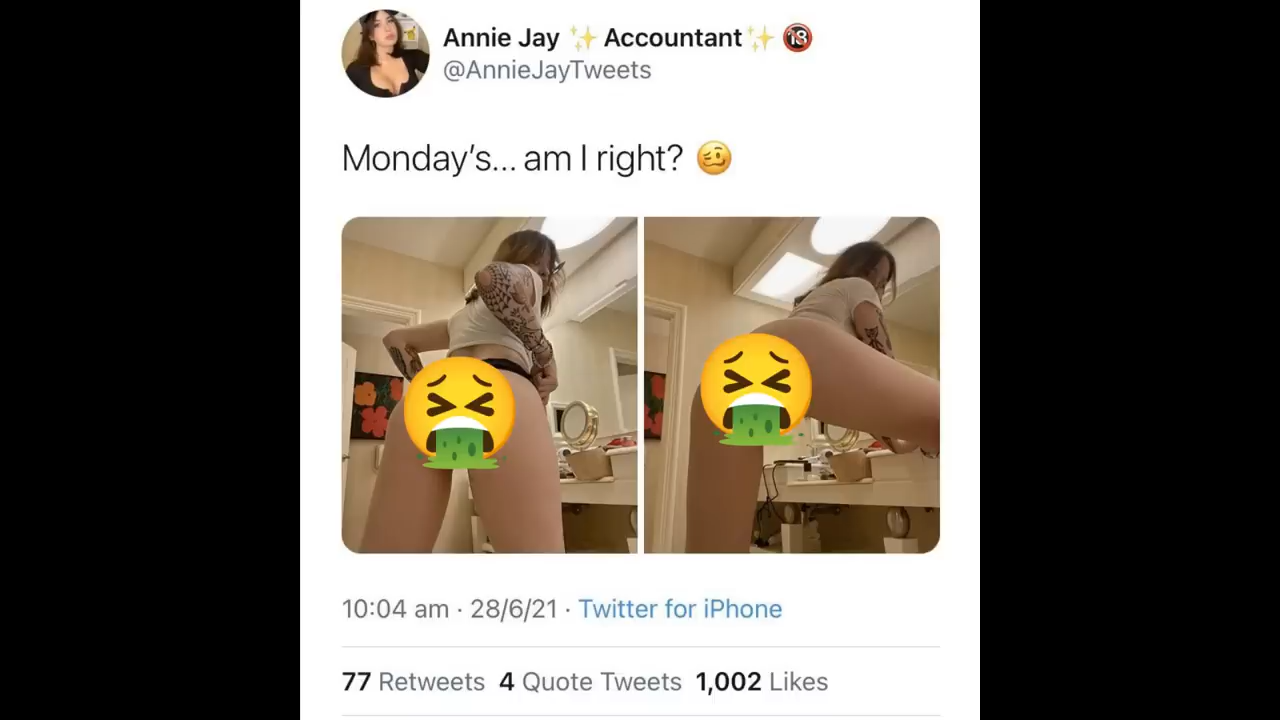 Annie Jay ✨ Accountant✨ 🔞
@AnnieJayTweets
Monday's... am I right? 🥴
10:04 am · 28/6/21 · Twitter for iPhone
77 Retweets 4 Quote Tweets 1,002 Likes